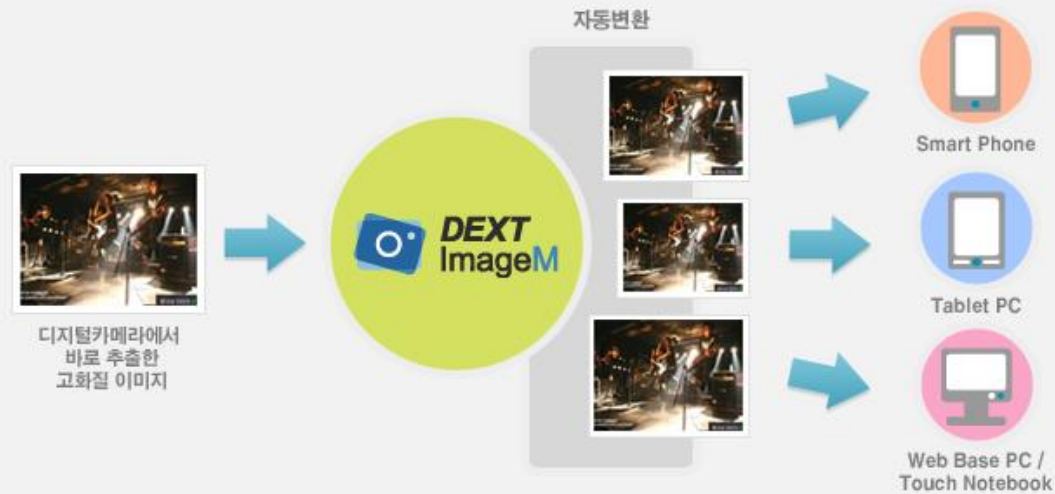 자동변환
Smart Phone
DEXT
ImageM
Tablet PC
디지털카메라에서
바로 추출한
고화질 이미지
Web Base PC /
Touch Notebook